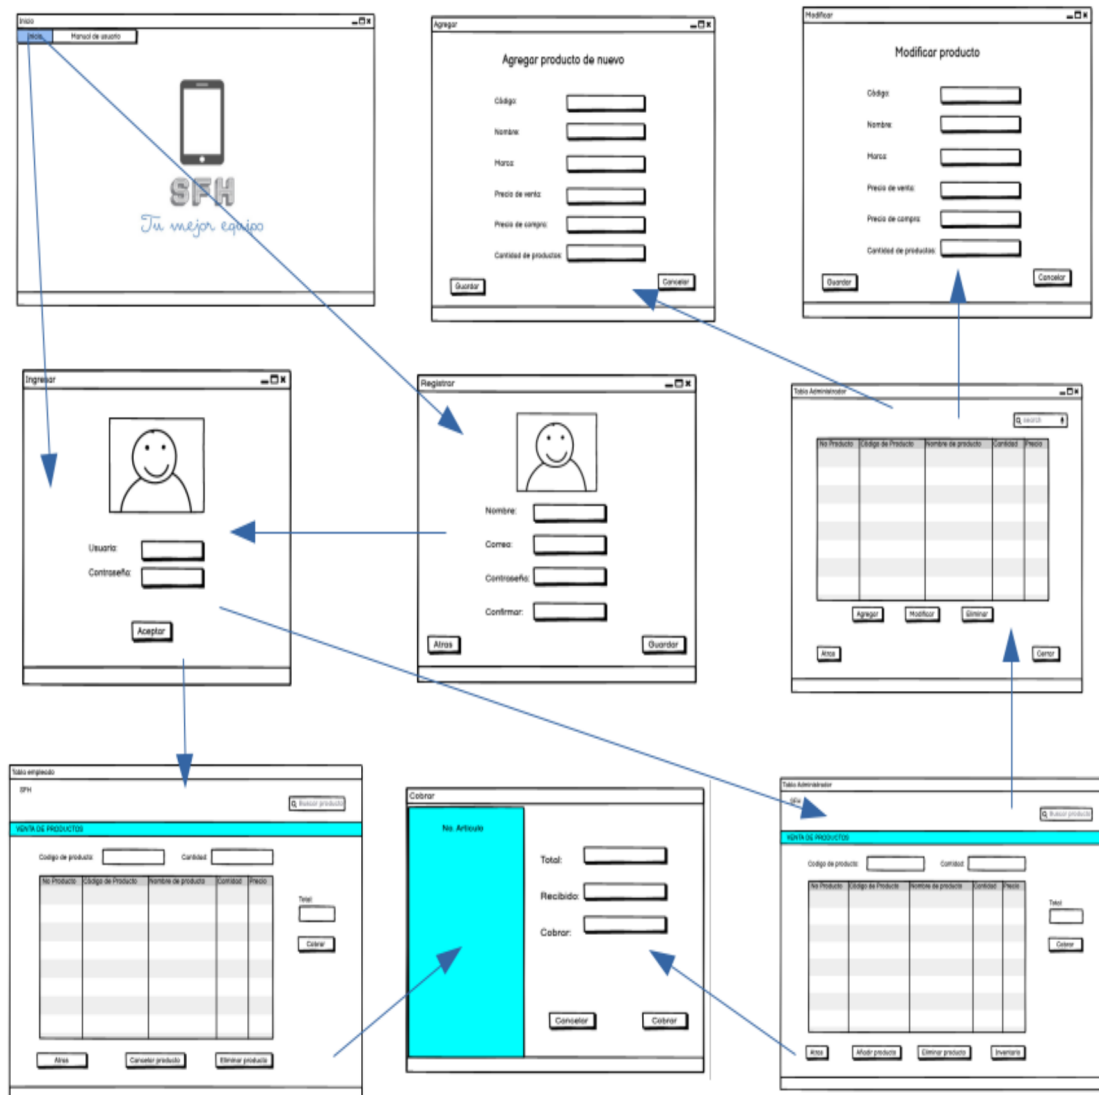 Inicio
Inicio Manual de usuario
SFH
Tu mejor equipo
Agregar
Agregar producto de nuevo
Código:
Nombre:
Marca:
Precio de venta:
Precio de compra:
Cantidad de productos:
Guardar Cancelar
Modificar
Modificar producto
Código:
Nombre:
Marca:
Precio de venta:
Precio de compra:
Cantidad de productos:
Guardar Cancelar
Ingresar
Usuario:
Contraseña:
Aceptar
Registrar
Nombre:
Correo:
Contraseña:
Confirmar:
Atras Guardar
Tabla Administrador
search
No Producto Código de Producto Nombre de producto Cantidad Precio
Agregar Modificar Eliminar
Atras Cerrar
Tabla empleado
SFH
Buscar producto
VENTA DE PRODUCTOS
Codigo de producto: Cantidad:
No Producto Código de Producto Nombre de producto Cantidad Precio
Total
Cobrar
Atras Cancelar producto Eliminar producto
Cobrar
No. Articulo
Total:
Recibido:
Cobrar:
Cancelar Cobrar
Tabla Administrador
SFH
Buscar producto
VENTA DE PRODUCTOS
Codigo de producto: Cantidad:
No Producto Código de Producto Nombre de producto Cantidad Precio
Total
Cobrar
Atras Añadir producto Eliminar producto Inventario